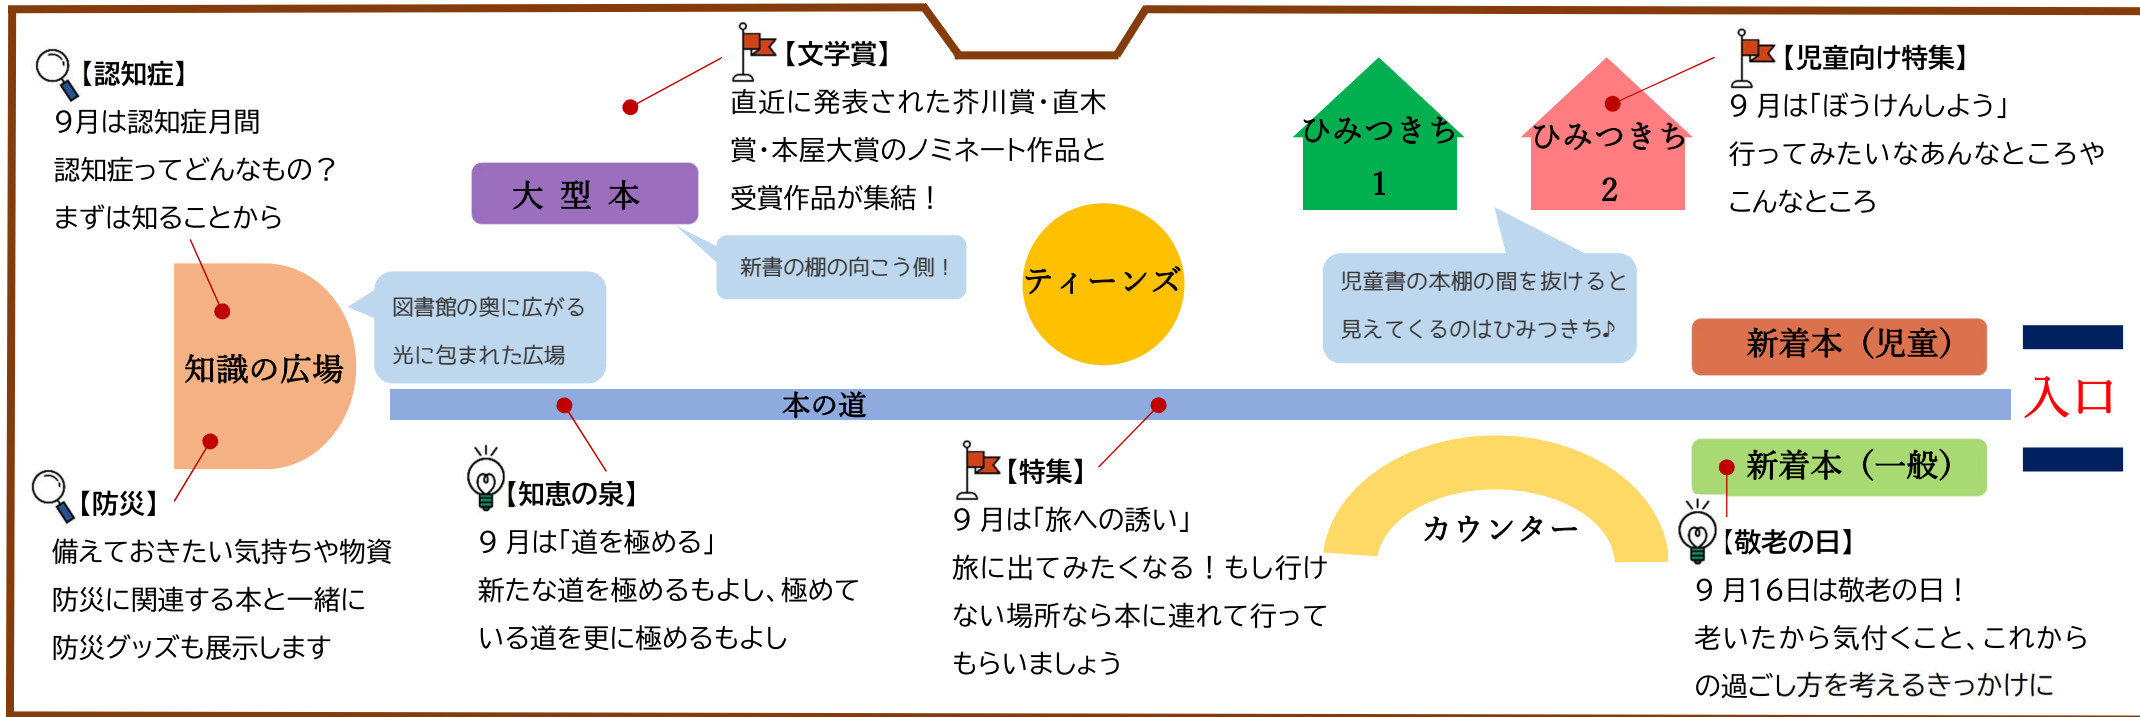 【認知症】
9月は認知症月間
認知症ってどんなもの？
まずは知ることから
【文学賞】
直近に発表された芥川賞・直木
賞・本屋大賞のノミネート作品と
受賞作品が集結！
大型本
新書の棚の向こう側！
ひみつきち
1
ひみつきち
2
【児童向け特集】
9月は「ぼうけんしよう」
行ってみたいなあんなところや
こんなところ
児童書の本棚の間を抜けると
見えてくるのはひみつきち♪
ティーンズ
図書館の奥に広がる
光に包まれた広場
知識の広場
本の道
新着本（児童）
入口
新着本（一般）
カウンター
【防災】
備えておきたい気持ちや物資
防災に関連する本と一緒に
防災グッズも展示します
【知恵の泉】
9月は「道を極める」
新たな道を極めるもよし、極めて
いる道を更に極めるもよし
【特集】
9月は「旅への誘い」
旅に出てみたくなる！もし行け
ない場所なら本に連れて行って
もらいましょう
【敬老の日】
9月16日は敬老の日！
老いたから気付くこと、これから
の過ごし方を考えるきっかけに